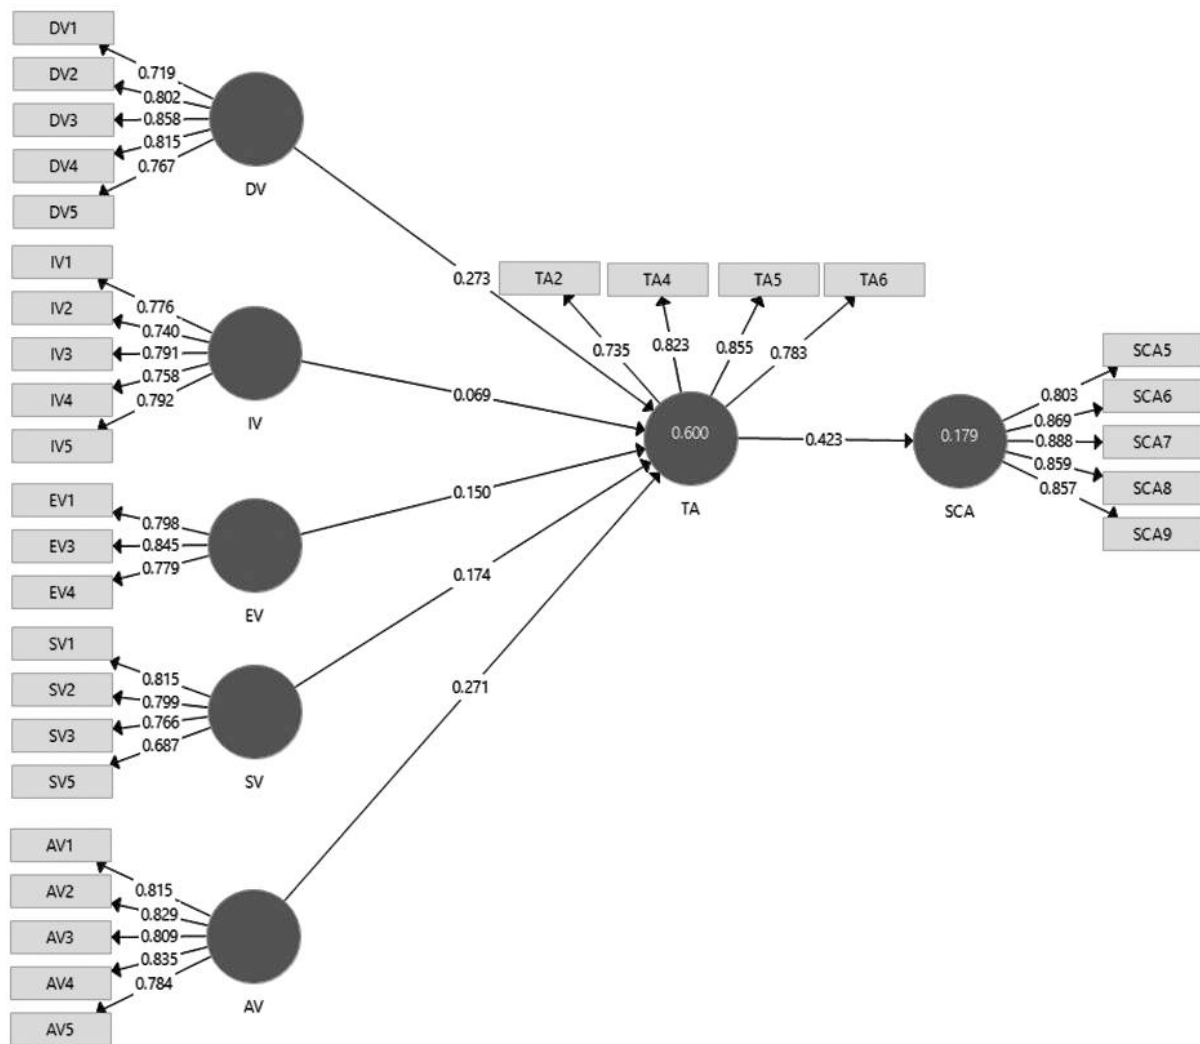 DV1
DV2
DV3
DV4
DV5
0.719
0.802
0.858
0.815
0.767
DV
IV1
IV2
IV3
IV4
IV5
0.776
0.740
0.791
0.758
0.792
IV
EV1
EV3
EV4
0.798
0.845
0.779
EV
SV1
SV2
SV3
SV5
0.815
0.799
0.766
0.687
SV
AV1
AV2
AV3
AV4
AV5
0.815
0.829
0.809
0.835
0.784
AV
0.273
0.069
0.150
0.174
0.271
TA2
TA4
TA5
TA6
0.735
0.823
0.855
0.783
0.600
TA
0.423
0.179
SCA
0.803
0.869
0.888
0.859
0.857
SCA5
SCA6
SCA7
SCA8
SCA9